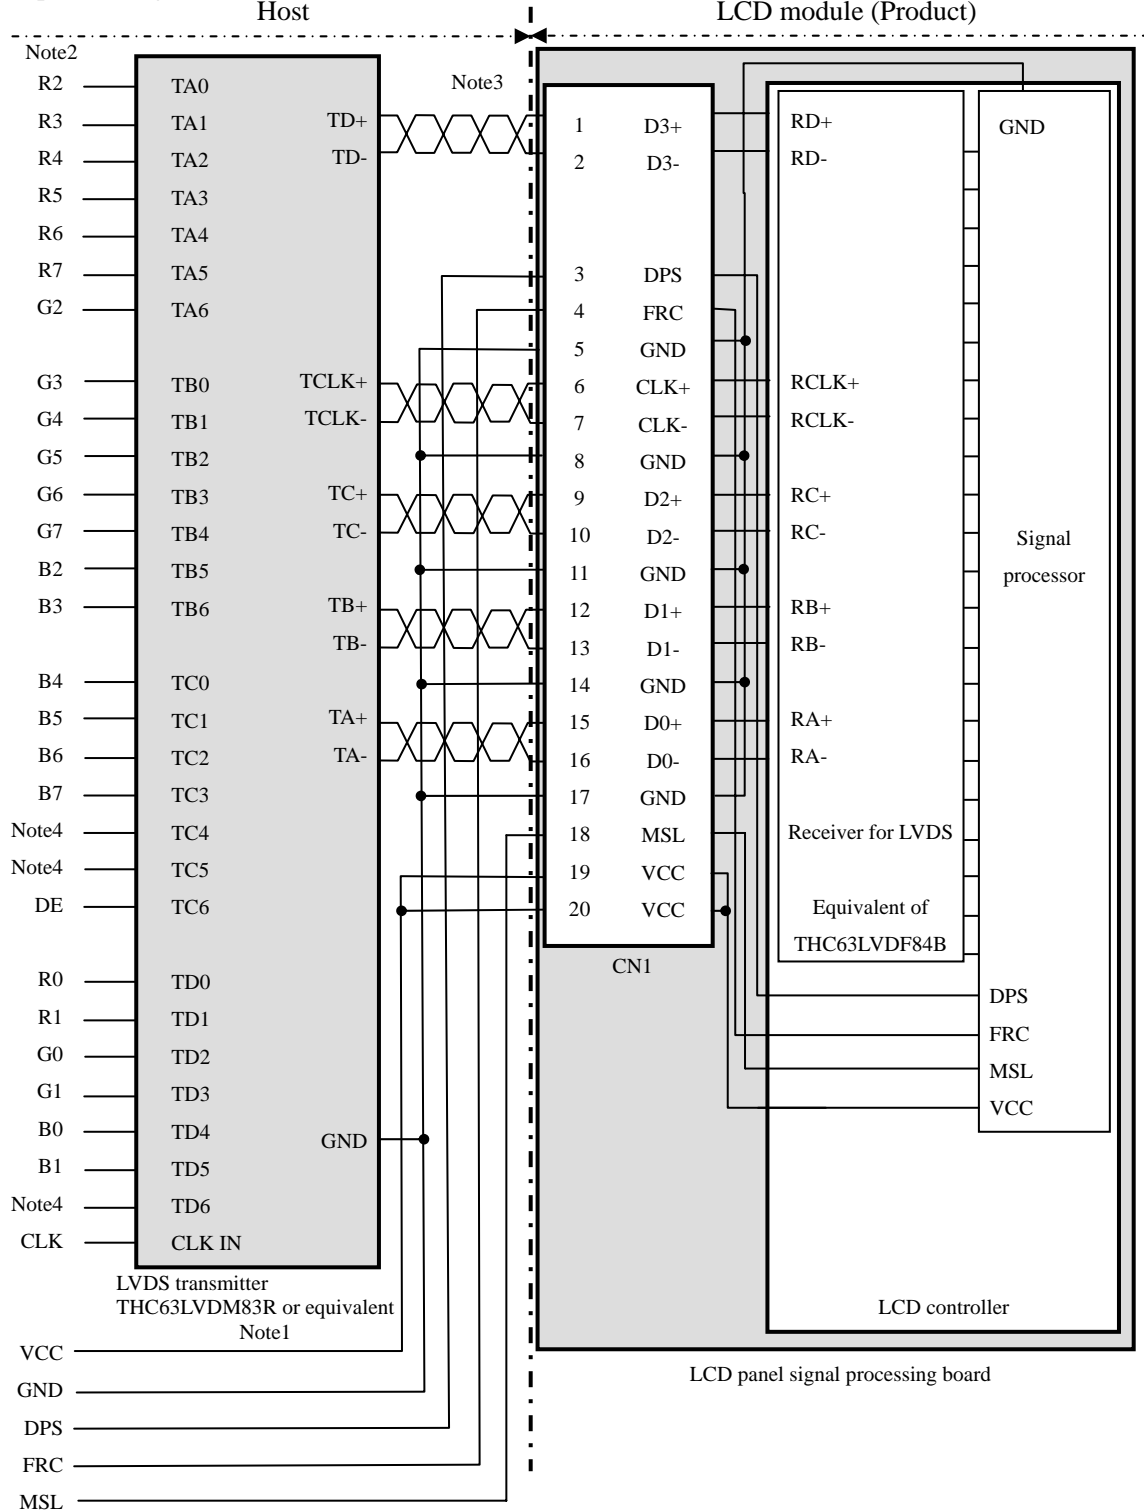 Host LCD module (Product)
Note2
R2 TA0 Note3
R3 TA1 TD+ 1 D3+ RD+ GND
R4 TA2 TD- 2 D3- RD-
R5 TA3
R6 TA4
R7 TA5 3 DPS
G2 TA6 4 FRC
5 GND
G3 TB0 TCLK+ 6 CLK+ RCLK+
G4 TB1 TCLK- 7 CLK- RCLK-
G5 TB2 8 GND
G6 TB3 TC+ 9 D2+ RC+
G7 TB4 TC- 10 D2- RC- Signal
B2 TB5 11 GND processor
B3 TB6 TB+ 12 D1+ RB+
TB- 13 D1- RB-
B4 TC0 14 GND
B5 TC1 TA+ 15 D0+ RA+
B6 TC2 TA- 16 D0- RA-
B7 TC3 17 GND
Note4 TC4 18 MSL Receiver for LVDS
Note4 TC5 19 VCC
DE TC6 20 VCC Equivalent of
THC63LVDF84B
CN1
R0 TD0 DPS
R1 TD1 FRC
G0 TD2 MSL
G1 TD3 VCC
B0 TD4 GND
B1 TD5
Note4 TD6
CLK CLK IN
LVDS transmitter
THC63LVDM83R or equivalent LCD controller
Note1
VCC
LCD panel signal processing board
GND
DPS
FRC
MSL